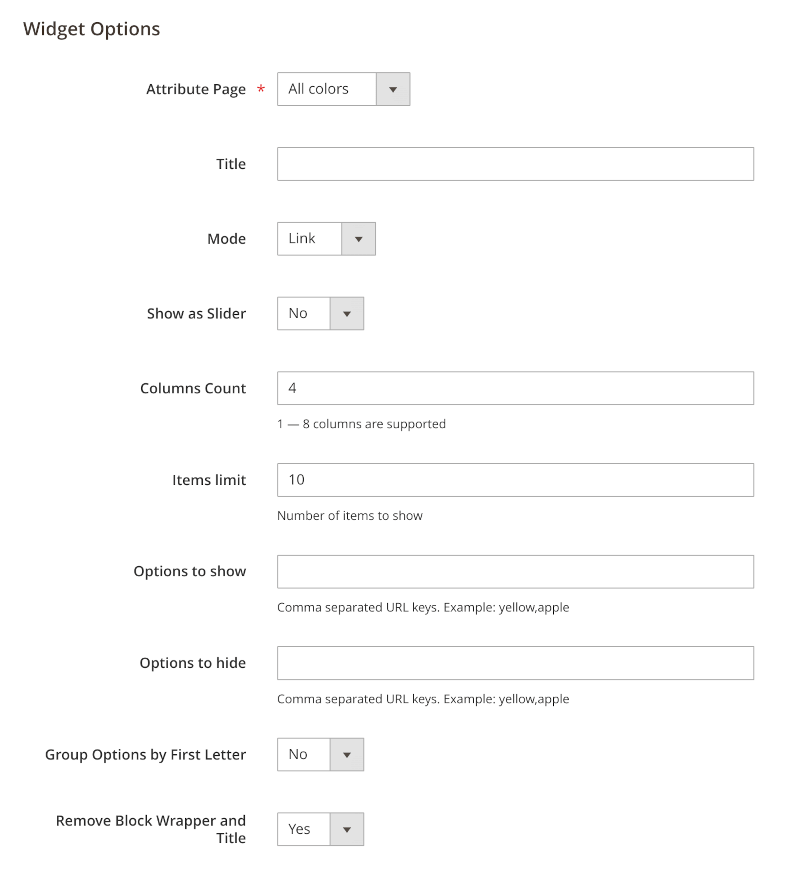 Widget Options
Attribute Page * All colors
Title
Mode Link
Show as Slider No
Columns Count 4
1 — 8 columns are supported
Items limit 10
Number of items to show
Options to show
Comma separated URL keys. Example: yellow,apple
Options to hide
Comma separated URL keys. Example: yellow,apple
Group Options by First Letter No
Remove Block Wrapper and
Title Yes